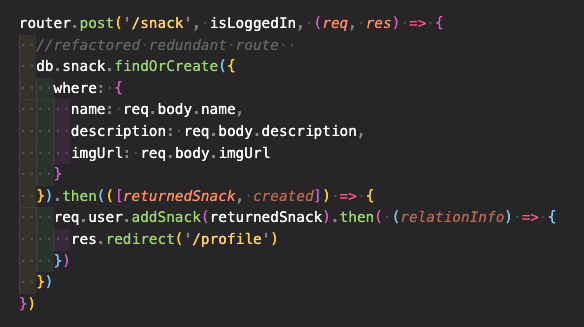 router.post('/snack', isLoggedIn, (req, res) => {
  //refactored redundant route
  db.snack.findOrCreate({
    where: {
      name: req.body.name,
      description: req.body.description,
      imgUrl: req.body.imgUrl
    }
  }).then(([returnedSnack, created]) => {
    req.user.addSnack(returnedSnack).then( (relationInfo) => {
      res.redirect('/profile')
    })
  })
})